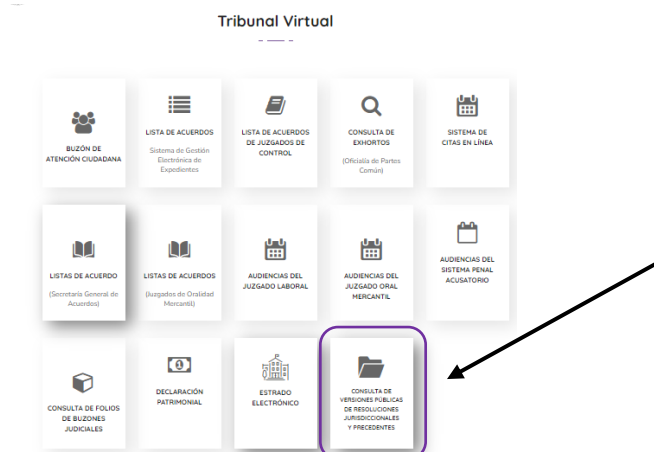 Tribunal Virtual
BUZÓN DE
ATENCIÓN CIUDADANA
LISTA DE ACUERDOS
Sistema de Gestión
Electrónica de
Expedientes
LISTA DE ACUERDOS
DE JUZGADOS DE
CONTROL
CONSULTA DE
EXHORTOS
(Oficialía de Partes
Común)
SISTEMA DE
CITAS EN LÍNEA
LISTAS DE ACUERDO
(Secretaría General de
Acuerdos)
LISTAS DE ACUERDOS
(Juzgados de Oralidad
Mercantil)
AUDIENCIAS DEL
JUZGADO LABORAL
AUDIENCIAS DEL
JUZGADO ORAL
MERCANTIL
AUDIENCIAS DEL
SISTEMA PENAL
ACUSATORIO
CONSULTA DE FOLIOS
DE BUZONES
JUDICIALES
DECLARACIÓN
PATRIMONIAL
ESTRADO
ELECTRÓNICO
CONSULTA DE
VERSIONES PÚBLICAS
DE RESOLUCIONES
JURISDICCIONALES
Y PRECEDENTES